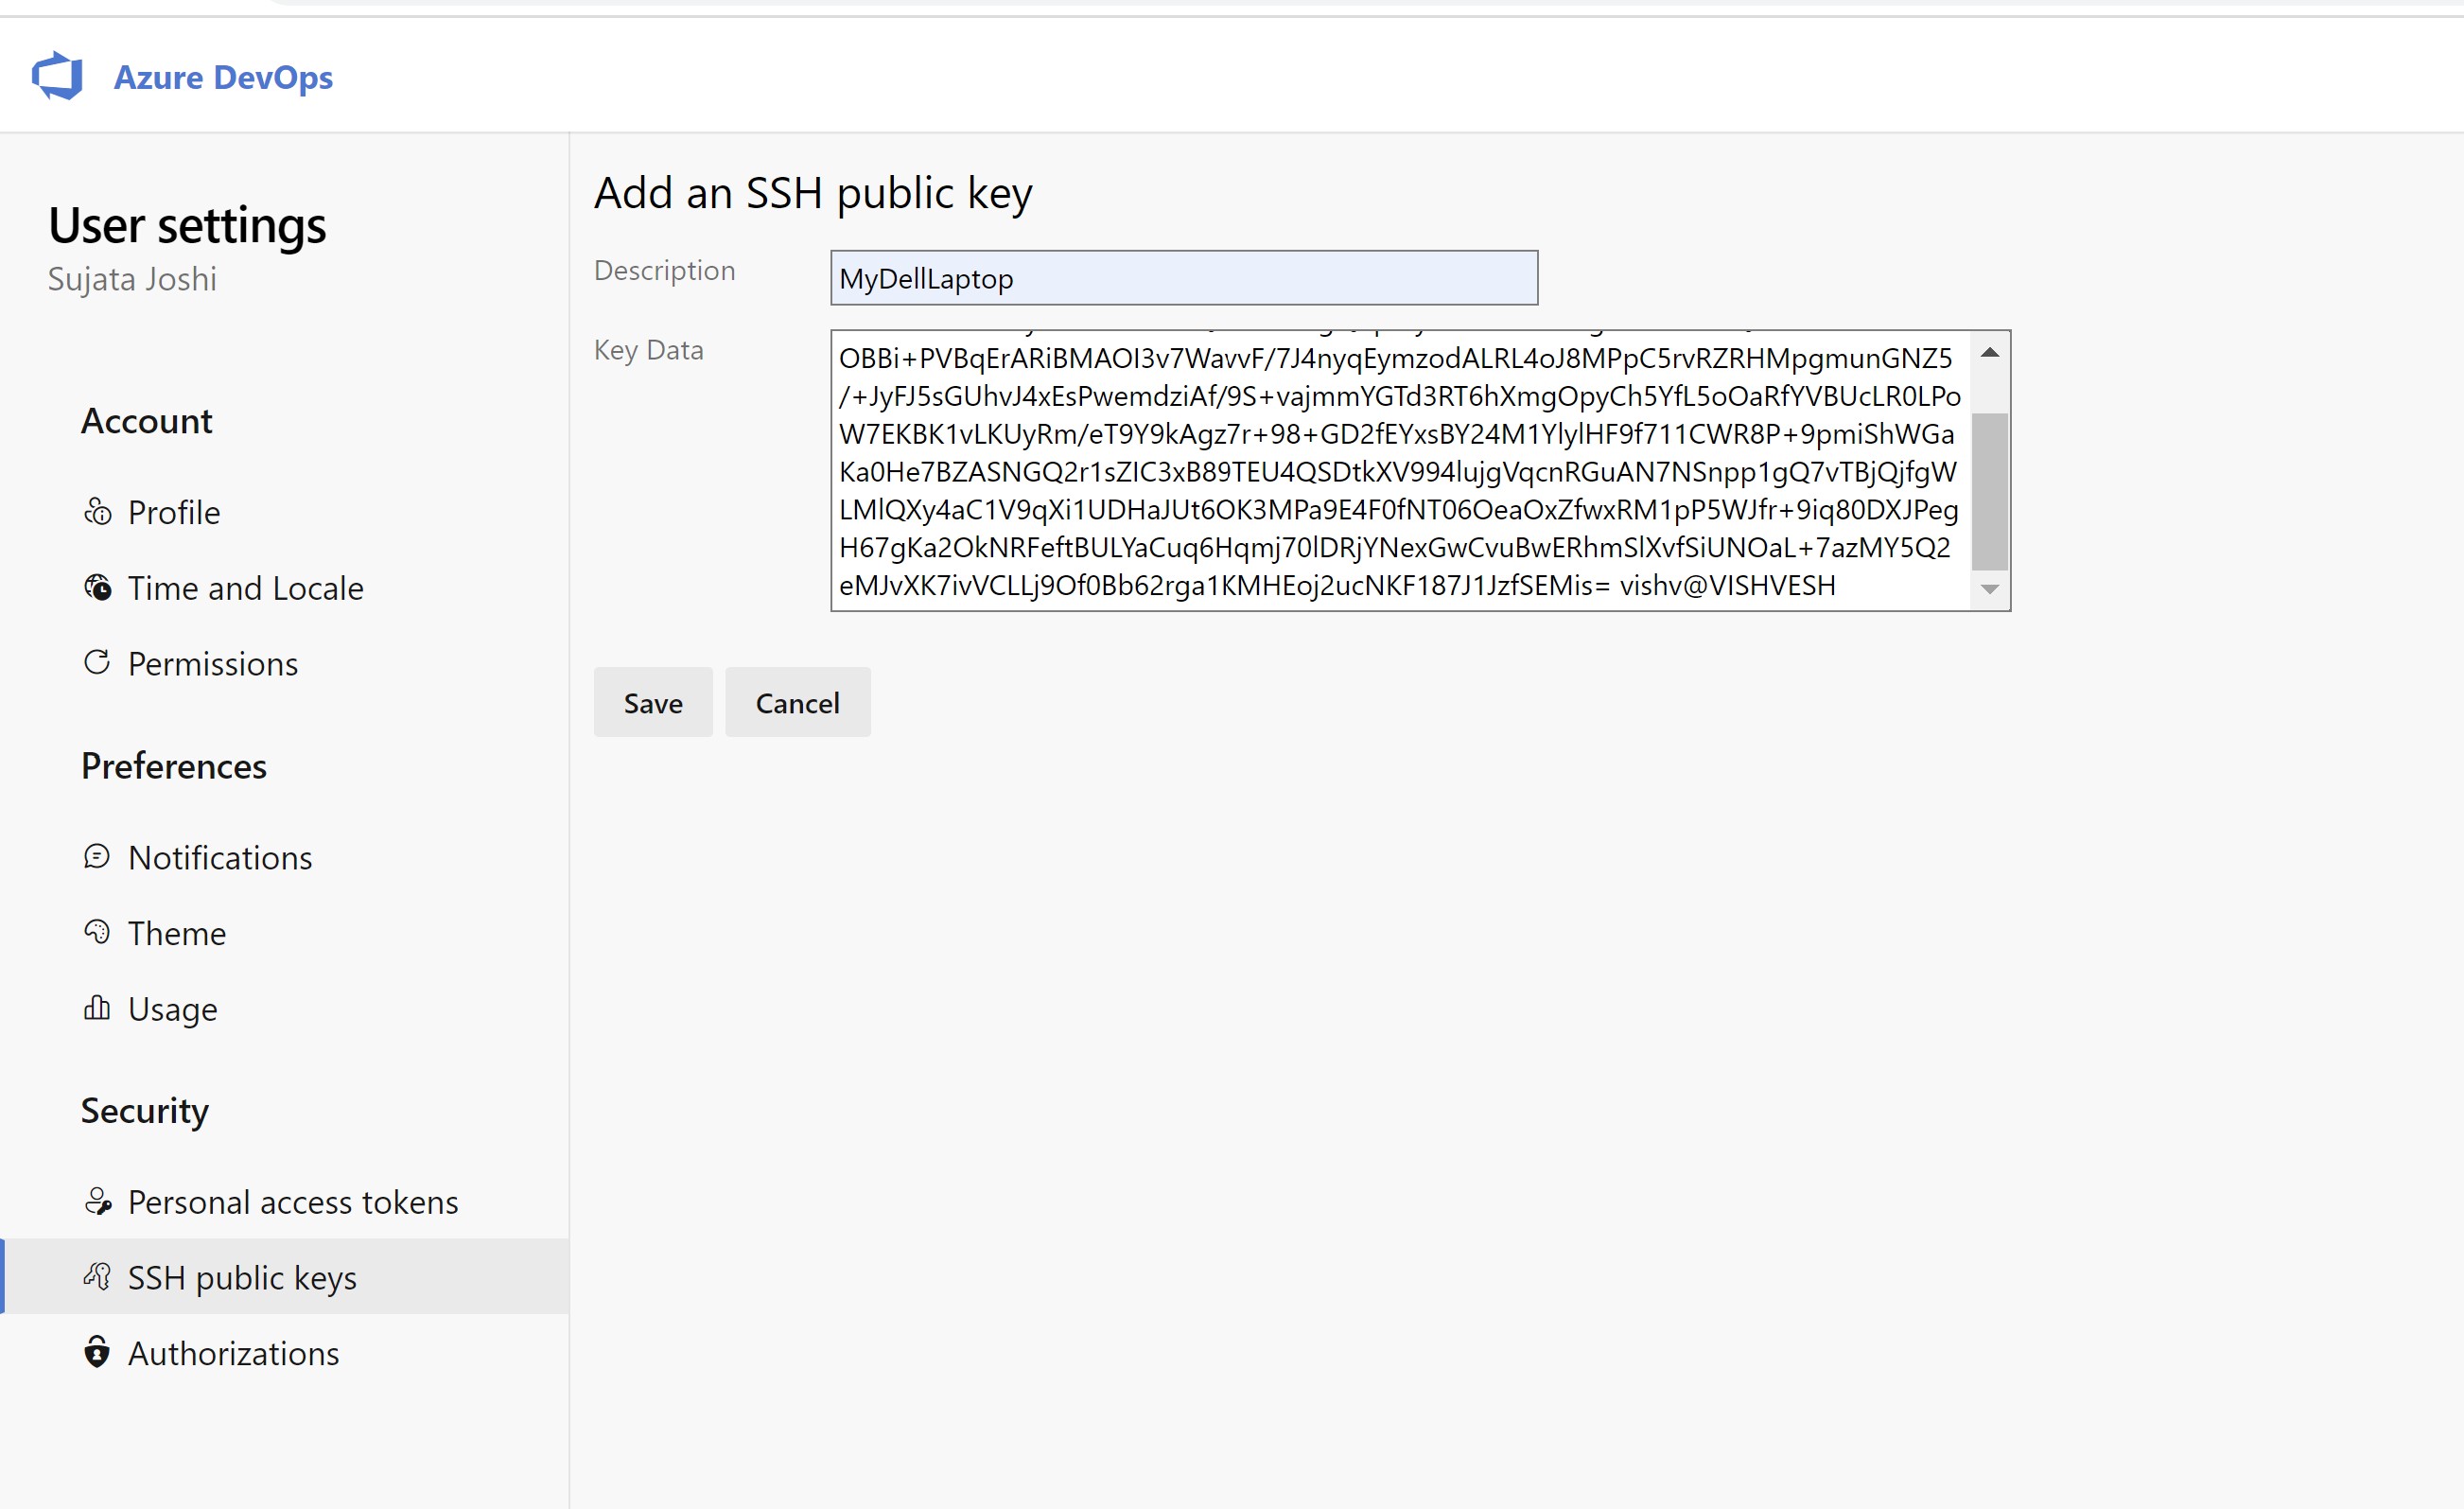 Azure DevOps
User settings
Sujata Joshi
Account
Profile
Time and Locale
Permissions
Preferences
Notifications
Theme
Usage
Security
Personal access tokens
SSH public keys
Authorizations
Add an SSH public key
Description
MyDellLaptop
Key Data
OBBi+PVBqErARiBMAOI3v7WavvF/7J4nyqEymzodALRL4oJ8MPpC5rvRZRHMpgmunGNZ5
/+JyFJ5sGUhvJ4xEsPwemdziAf/9S+vajmmYGTd3RT6hXmgOpyCh5YfL5oOaRfYVBUcLR0LPo
W7EKBK1vLKUyRm/eT9Y9kAgz7r+98+GD2fEYxsBY24M1YlylHF9f711CWR8P+9pmiShWGa
Ka0He7BZASNGQ2r1sZIC3xB89TEU4QSDtkXV994lujgVqcnRGuAN7NSnpp1gQ7vTBjQjfgW
LMlQXy4aC1V9qXi1UDHaJUt6OK3MPa9E4F0fNT06OeaOxZfwxRM1pP5WJfr+9iq80DXJPeg
H67gKa2OkNRFeftBULYaCuq6Hqmj70lDRjYNexGwCvuBwERhmSlXvfSiUNOaL+7azMY5Q2
eMJvXK7ivVCLLj9Of0Bb62rga1KMHEoj2ucNKF187J1JzfSEMis= vishv@VISHVESH
Save
Cancel